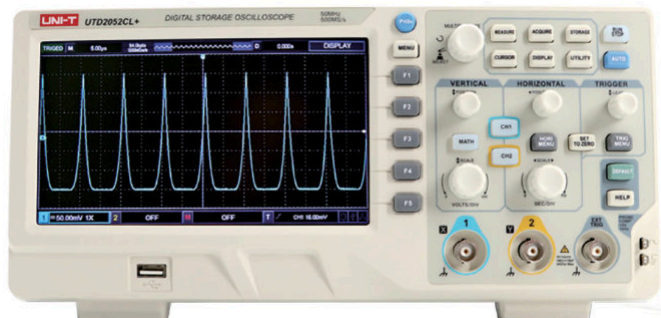 UNI-T UTD2052CL+ DIGITAL STORAGE OSCILLOSCOPE 50MHz
500MS/s
TRIGED M 5.00μs 0.000s DISPLAY
MENU
F1
F2
F3
F4
F5
MEASURE ACQUIRE STORAGE
CURSOR DISPLAY UTILITY AUTO
VERTICAL HORIZONTAL TRIGGER
CH1
MATH HORI MENU SET TO ZERO TRIG MENU
CH2
SCALE SCALE
DEFAULT
HELP
VOLTS/DIV SEC/DIV
1 50.00mV 1X 2 OFF M OFF T CH1 16.00mV
X 1 Y 2 EXT TRIG